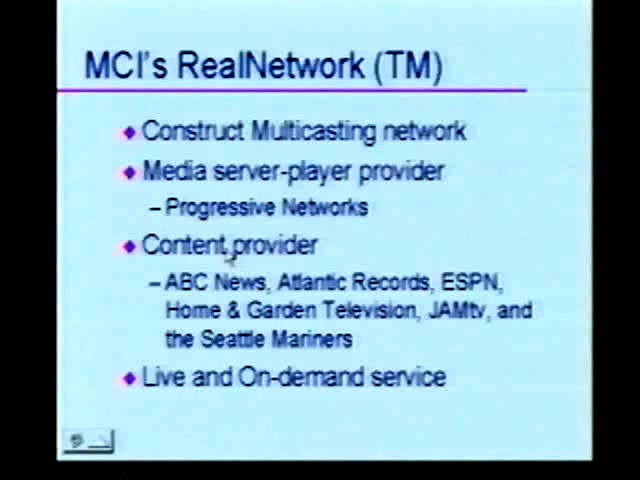 MCI's RealNetwork (TM)
Construct Multicasting network
Media server-player provider
– Progressive Networks
Content provider
– ABC News, Atlantic Records, ESPN,
Home & Garden Television, JAMtv, and
the Seattle Mariners
Live and On-demand service